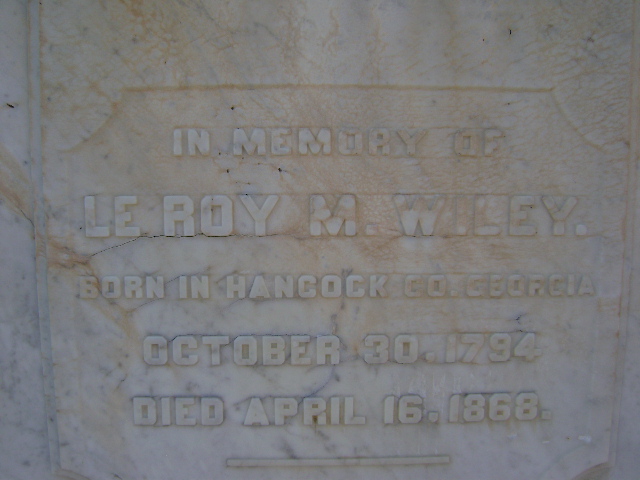 IN MEMORY OF
LE ROY M. WILEY.
BORN IN HANCOCK CO. GEORGIA
OCTOBER 30. 1794
DIED APRIL 16. 1868.